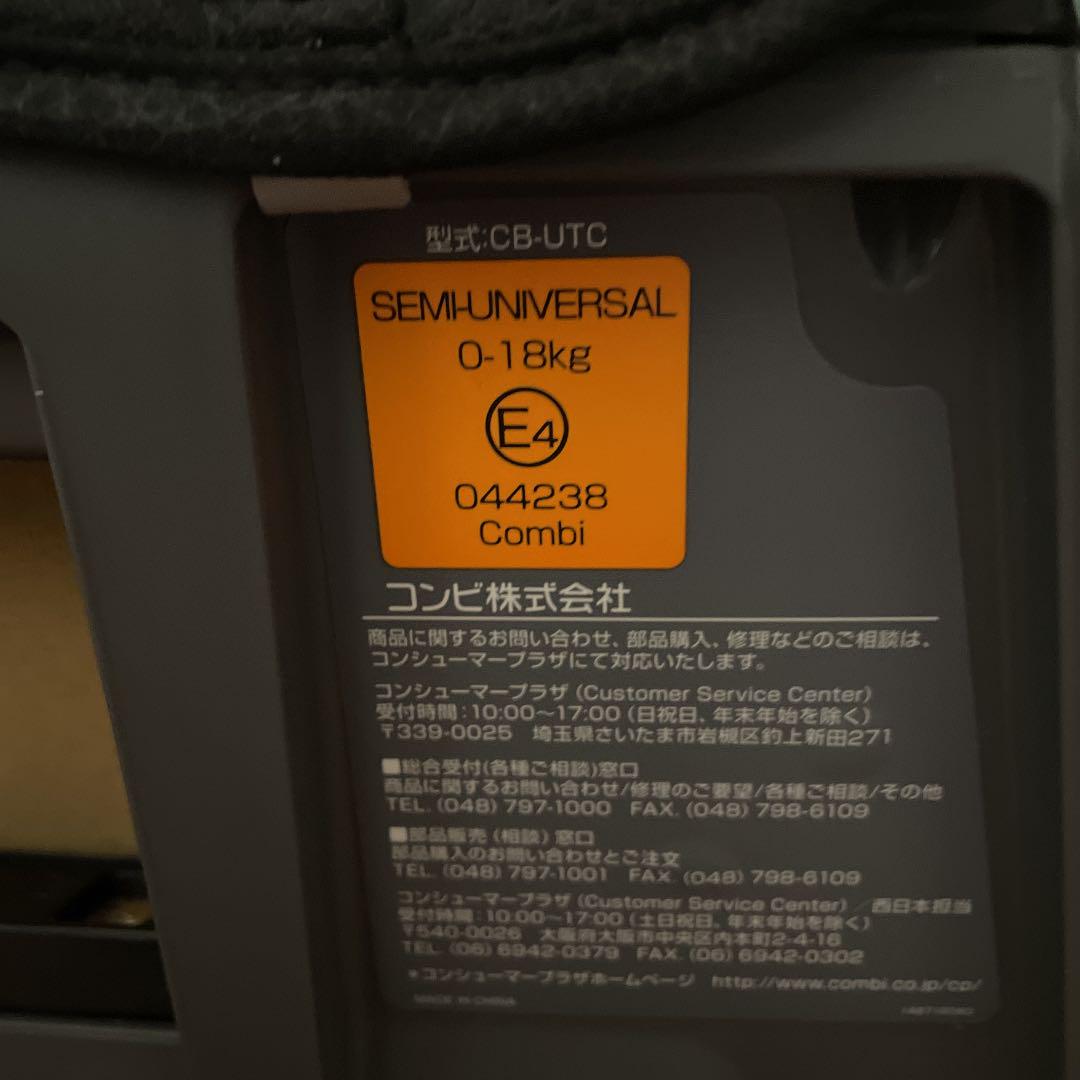 型式:CB-UTC
SEMI-UNIVERSAL
0-18kg
E4
044238
Combi
コンビ株式会社
商品に関するお問い合わせ、部品購入、修理などのご相談は、
コンシューマープラザにて対応いたします。
コンシューマープラザ (Customer Service Center)
受付時間:10:00～17:00 (日祝日、年末年始を除く)
〒339-0025 埼玉県さいたま市岩槻区釣上新田271
■総合受付(各種ご相談)窓口
商品に関するお問い合わせ/修理のご要望/各種ご相談/その他
TEL. (048) 797-1000 FAX. (048) 798-6109
■部品販売 (相談) 窓口
部品購入のお問い合わせとご注文
TEL. (048) 797-1001 FAX. (048) 798-6109
コンシューマープラザ (Customer Service Center) / 西日本担当
受付時間:10:00～17:00 (土日祝日、年末年始を除く)
〒540-0026 大阪府大阪市中央区内本町2-4-16
TEL. (06) 6942-0379 FAX. (06) 6942-0302
*コンシューマープラザホームページ http://www.combi.co.jp/cp/
MADE IN CHINA